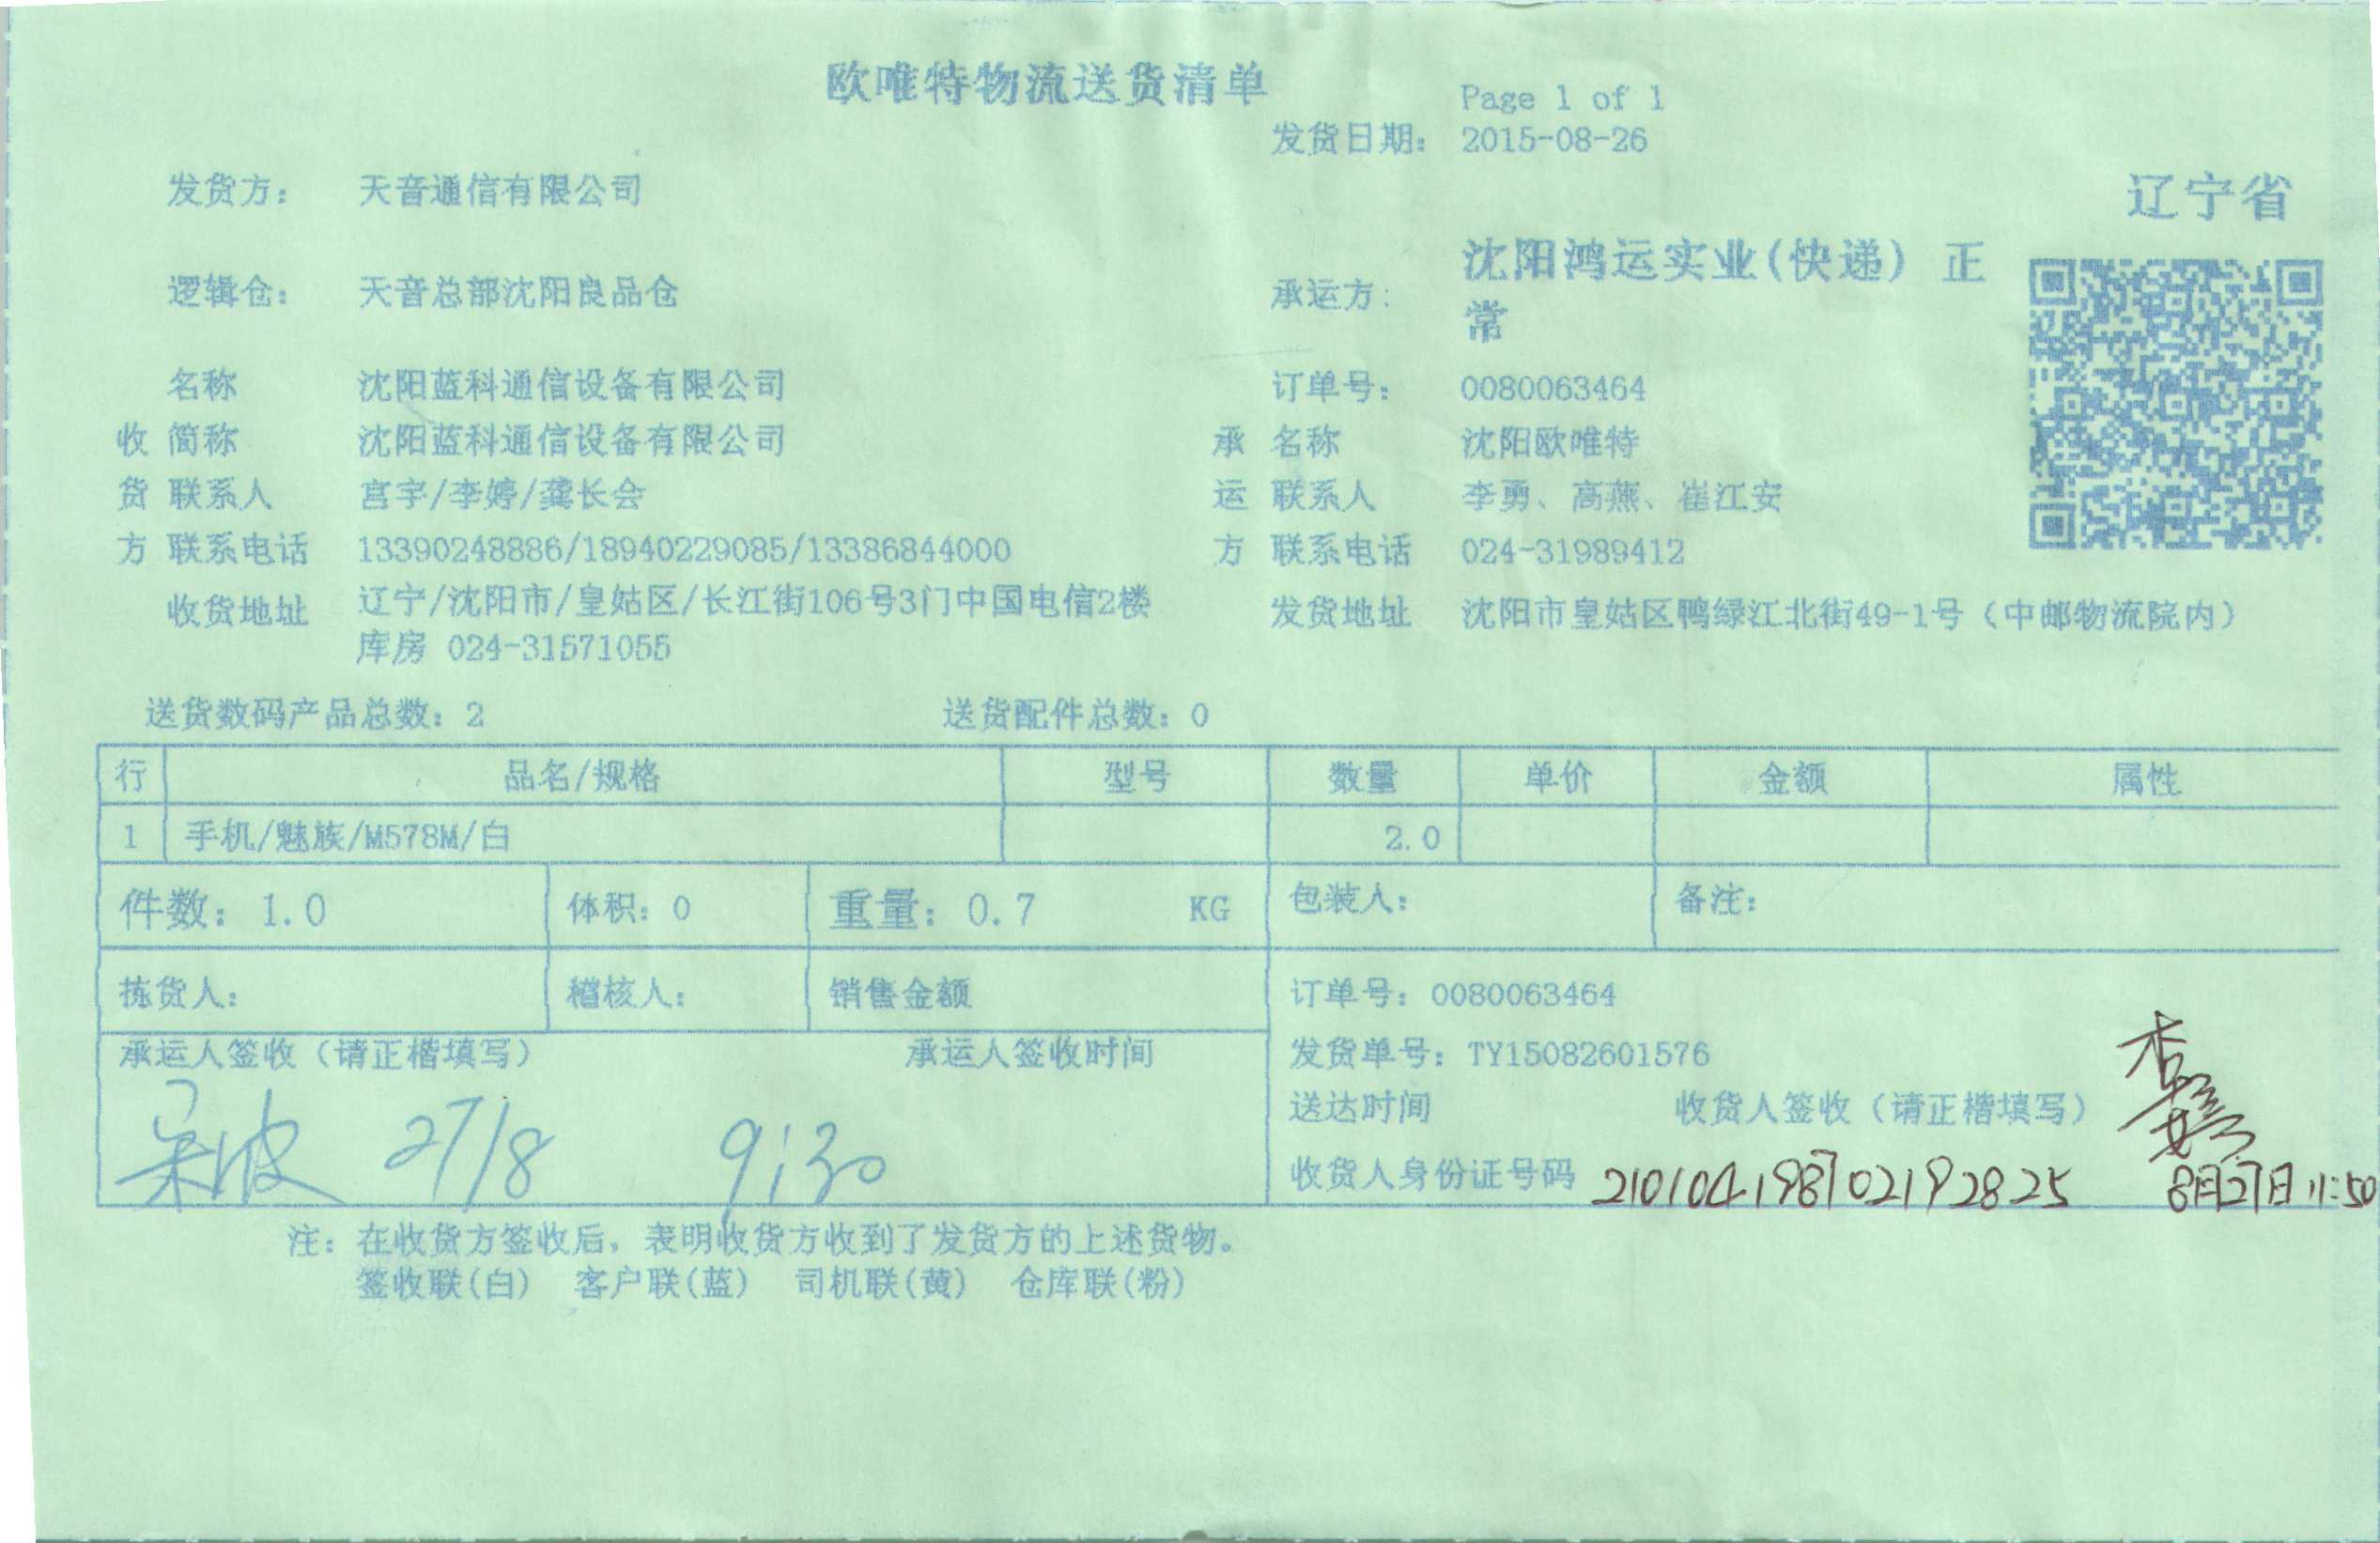 欧唯特物流送货清单
Page 1 of 1
发货日期： 2015-08-26
发货方： 天音通信有限公司
辽宁省
逻辑仓： 天音总部沈阳良品仓
承运方： 沈阳鸿运实业(快递) 正
常
名称 沈阳蓝科通信设备有限公司 订单号： 0080063464
收 简称 沈阳蓝科通信设备有限公司 承 名称 沈阳欧唯特
货 联系人 宫宇/李婷/龚长会 运 联系人 李勇、高燕、崔江安
方 联系电话 13390248886/18940229085/13386844000 方 联系电话 024-31989412
收货地址 辽宁/沈阳市/皇姑区/长江街106号3门中国电信2楼 发货地址 沈阳市皇姑区鸭绿江北街49-1号（中邮物流院内）
库房 024-31571055
送货数码产品总数：2 送货配件总数：0
行 品名/规格 型号 数量 单价 金额 属性
1 手机/魅族/M578M/白 2.0
件数：1.0 体积：0 重量：0.7 KG 包装人： 备注：
拣货人： 稽核人： 销售金额 订单号：0080063464
承运人签收（请正楷填写） 承运人签收时间 发货单号：TY15082601576
送达时间 收货人签收（请正楷填写） 李婷
27/8 9:30
收货人身份证号码 210104198702192825 8月27日 11:50
注：在收货方签收后，表明收货方收到了发货方的上述货物。
签收联(白) 客户联(蓝) 司机联(黄) 仓库联(粉)